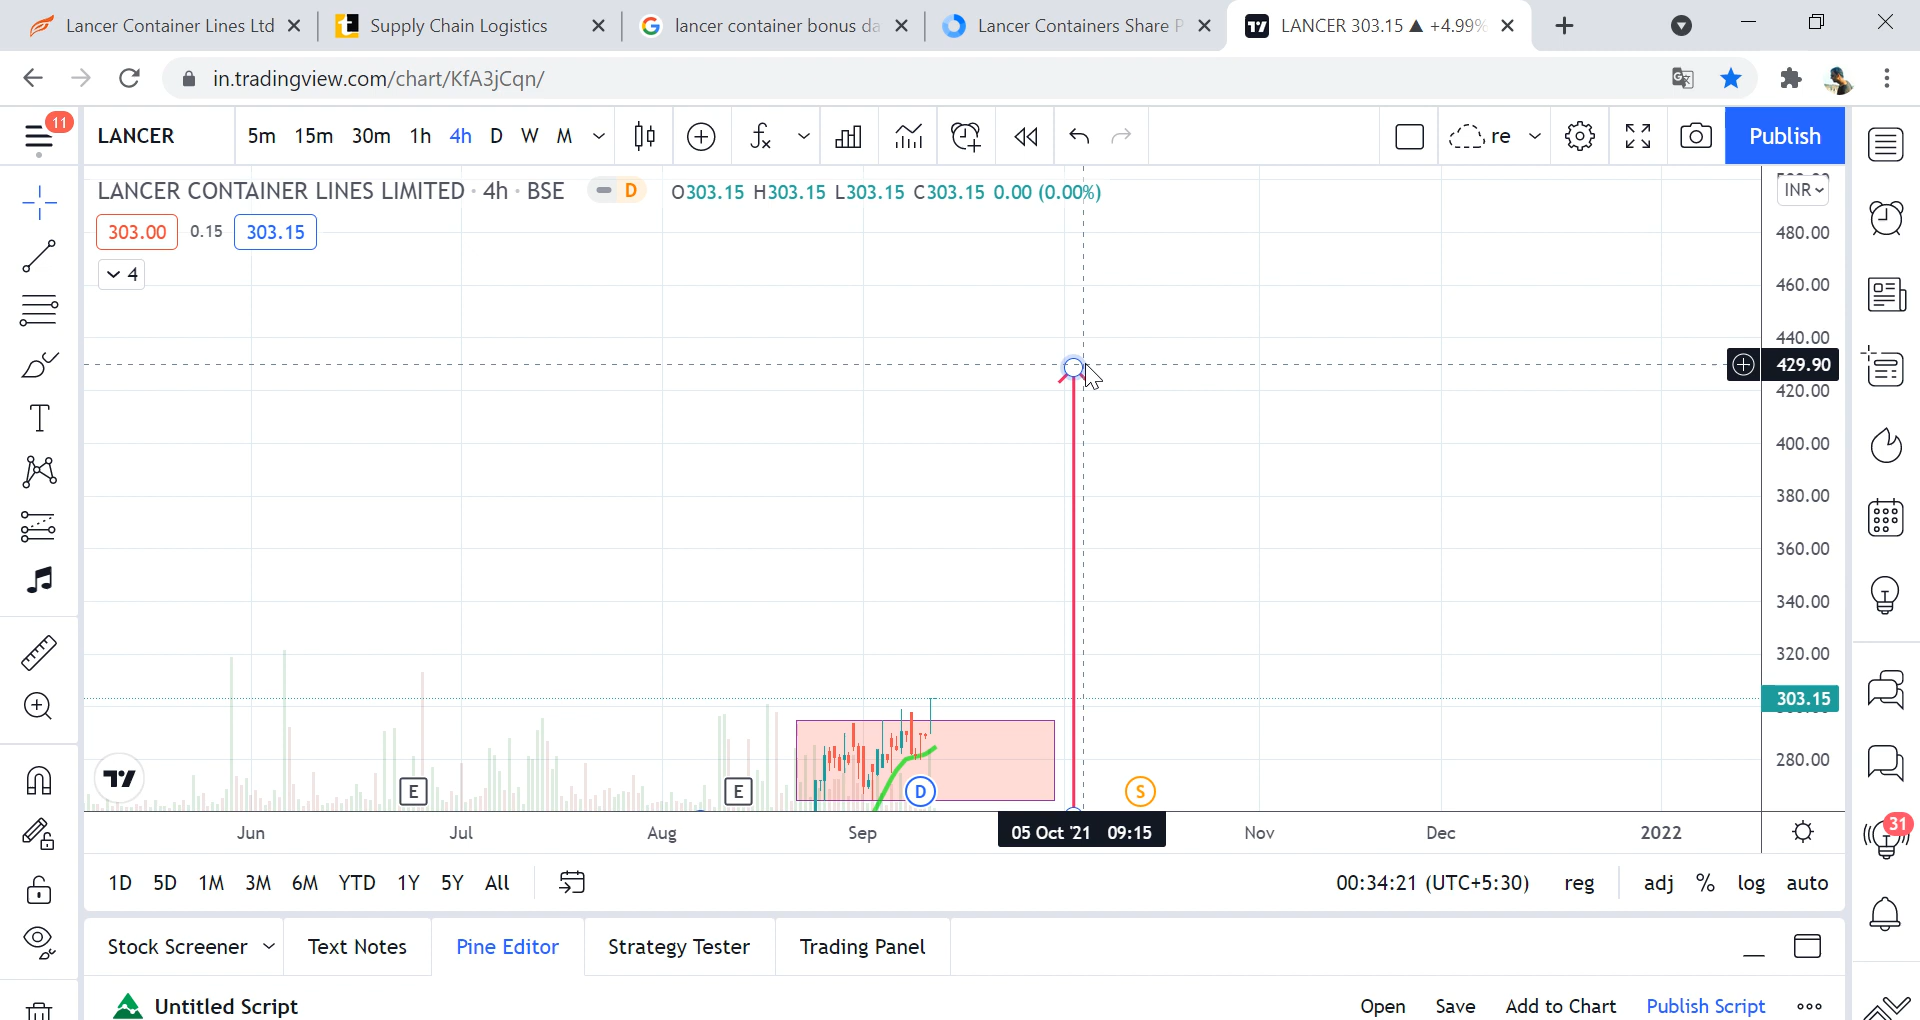 Lancer Container Lines Ltd
Supply Chain Logistics
lancer container bonus da
Lancer Containers Share P
LANCER 303.15 ▲ +4.99%
in.tradingview.com/chart/KfA3jCqn/
11
LANCER 5m 15m 30m 1h 4h D W M
re
Publish
LANCER CONTAINER LINES LIMITED · 4h · BSE
D
O303.15 H303.15 L303.15 C303.15 0.00 (0.00%)
INR
303.00 0.15 303.15
4
480.00
460.00
440.00
429.90
420.00
400.00
380.00
360.00
340.00
320.00
303.15
280.00
E E D S
Jun Jul Aug Sep 05 Oct '21 09:15 Nov Dec 2022
31
1D 5D 1M 3M 6M YTD 1Y 5Y All
00:34:21 (UTC+5:30) reg adj % log auto
Stock Screener Text Notes Pine Editor Strategy Tester Trading Panel
Untitled Script
Open Save Add to Chart Publish Script